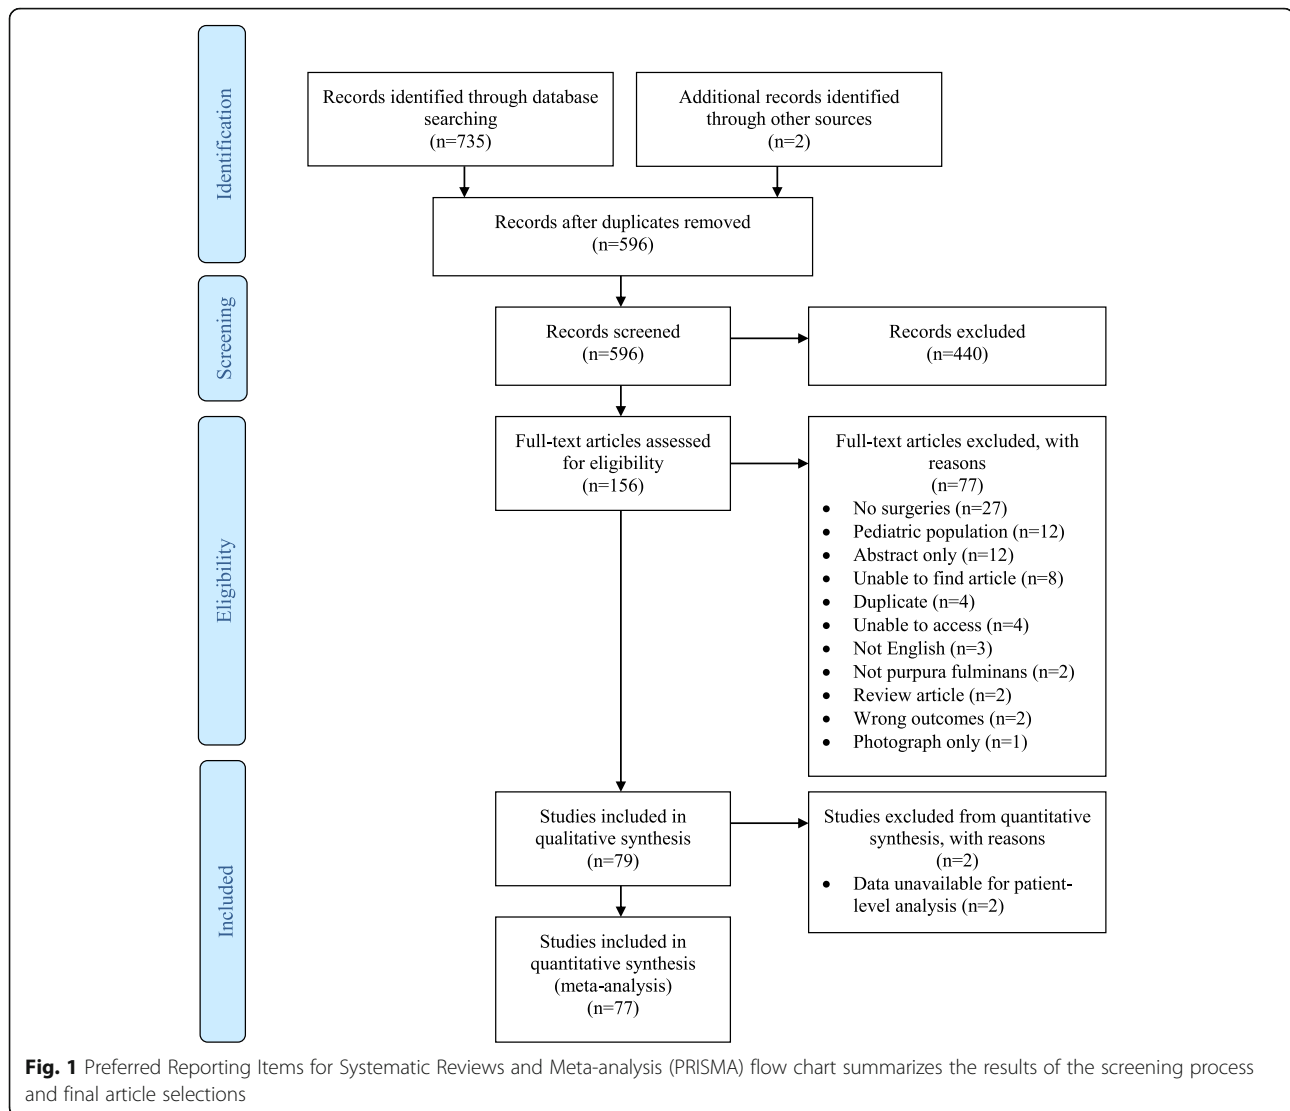 Identification
Records identified through database
searching
(n=735)
Additional records identified
through other sources
(n=2)
Records after duplicates removed
(n=596)
Screening
Records screened
(n=596)
Records excluded
(n=440)
Eligibility
Full-text articles assessed
for eligibility
(n=156)
Full-text articles excluded, with
reasons
(n=77)
• No surgeries (n=27)
• Pediatric population (n=12)
• Abstract only (n=12)
• Unable to find article (n=8)
• Duplicate (n=4)
• Unable to access (n=4)
• Not English (n=3)
• Not purpura fulminans (n=2)
• Review article (n=2)
• Wrong outcomes (n=2)
• Photograph only (n=1)
Included
Studies included in
qualitative synthesis
(n=79)
Studies excluded from quantitative
synthesis, with reasons
(n=2)
• Data unavailable for patient-
level analysis (n=2)
Studies included in
quantitative synthesis
(meta-analysis)
(n=77)
Fig. 1 Preferred Reporting Items for Systematic Reviews and Meta-analysis (PRISMA) flow chart summarizes the results of the screening process
and final article selections